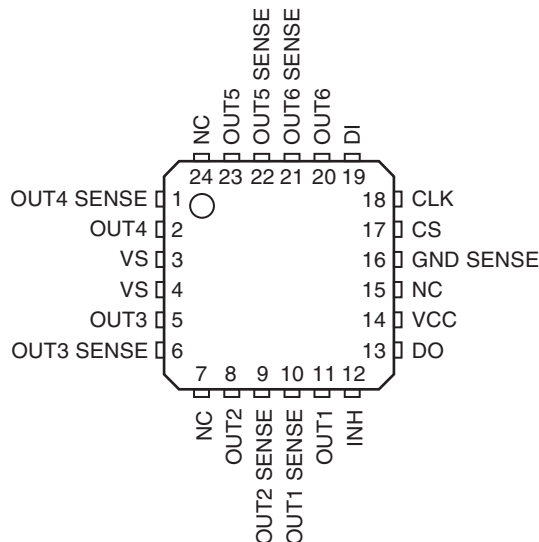 NC
OUT5
OUT5 SENSE
OUT6 SENSE
OUT6
DI
24 23 22 21 20 19
OUT4 SENSE 1
OUT4 2
VS 3
VS 4
OUT3 5
OUT3 SENSE 6
18 CLK
17 CS
16 GND SENSE
15 NC
14 VCC
13 DO
7 8 9 10 11 12
NC
OUT2
OUT2 SENSE
OUT1 SENSE
OUT1
INH